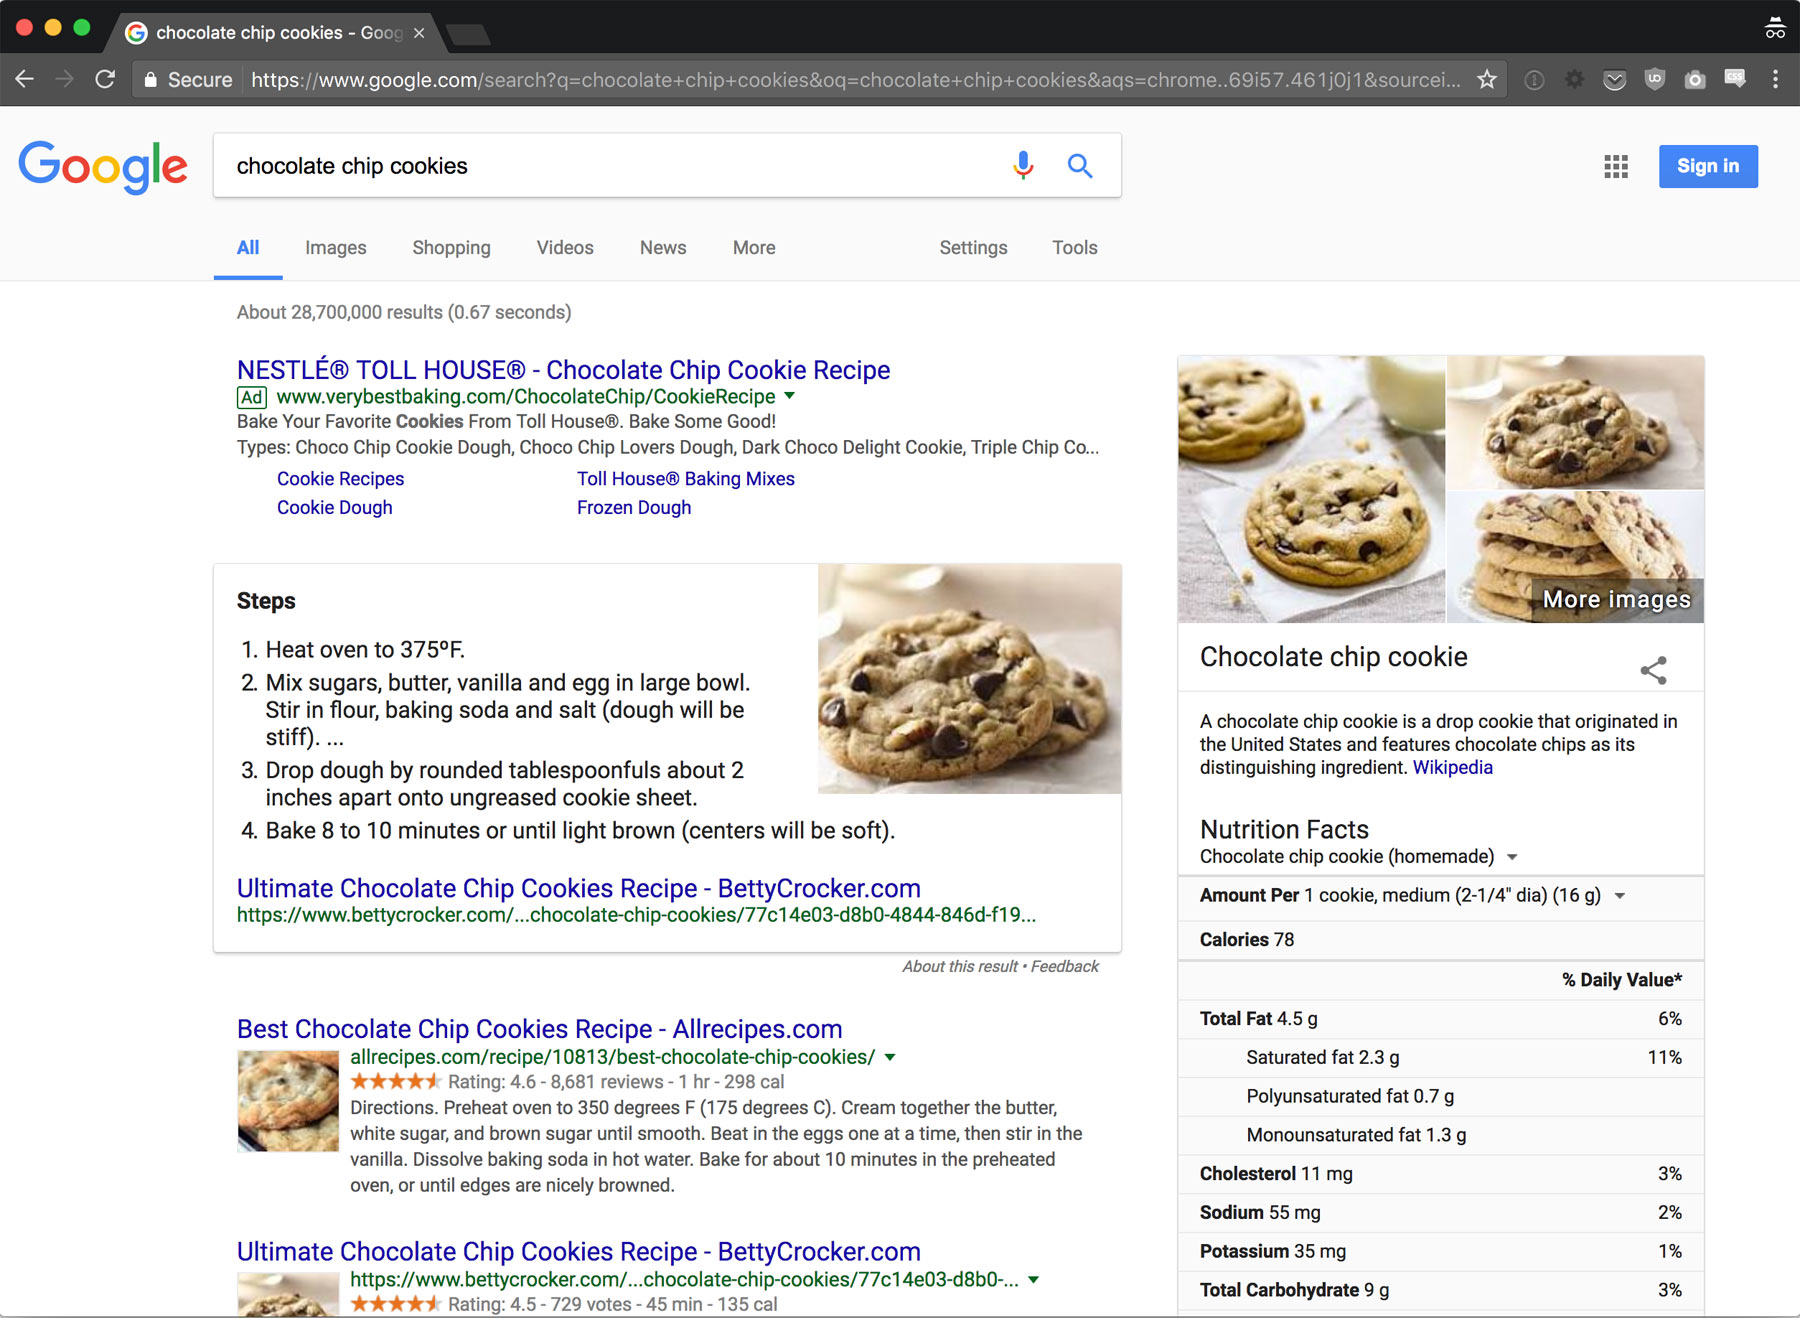 chocolate chip cookies - Goog
Secure
https://www.google.com/search?q=chocolate+chip+cookies&oq=chocolate+chip+cookies&aqs=chrome..69i57.461j0j1&sourcei...
Google
chocolate chip cookies
Sign in
All Images Shopping Videos News More Settings Tools
About 28,700,000 results (0.67 seconds)
NESTLÉ® TOLL HOUSE® - Chocolate Chip Cookie Recipe
Ad www.verybestbaking.com/ChocolateChip/CookieRecipe
Bake Your Favorite Cookies From Toll House®. Bake Some Good!
Types: Choco Chip Cookie Dough, Choco Chip Lovers Dough, Dark Choco Delight Cookie, Triple Chip Co...
Cookie Recipes Toll House® Baking Mixes
Cookie Dough Frozen Dough
Steps
1. Heat oven to 375ºF.
2. Mix sugars, butter, vanilla and egg in large bowl.
Stir in flour, baking soda and salt (dough will be
stiff). ...
3. Drop dough by rounded tablespoonfuls about 2
inches apart onto ungreased cookie sheet.
4. Bake 8 to 10 minutes or until light brown (centers will be soft).
Ultimate Chocolate Chip Cookies Recipe - BettyCrocker.com
https://www.bettycrocker.com/...chocolate-chip-cookies/77c14e03-d8b0-4844-846d-f19...
About this result • Feedback
Best Chocolate Chip Cookies Recipe - Allrecipes.com
allrecipes.com/recipe/10813/best-chocolate-chip-cookies/
Rating: 4.6 - 8,681 reviews - 1 hr - 298 cal
Directions. Preheat oven to 350 degrees F (175 degrees C). Cream together the butter,
white sugar, and brown sugar until smooth. Beat in the eggs one at a time, then stir in the
vanilla. Dissolve baking soda in hot water. Bake for about 10 minutes in the preheated
oven, or until edges are nicely browned.
Ultimate Chocolate Chip Cookies Recipe - BettyCrocker.com
https://www.bettycrocker.com/...chocolate-chip-cookies/77c14e03-d8b0-...
Rating: 4.5 - 729 votes - 45 min - 135 cal
More images
Chocolate chip cookie
A chocolate chip cookie is a drop cookie that originated in
the United States and features chocolate chips as its
distinguishing ingredient. Wikipedia
Nutrition Facts
Chocolate chip cookie (homemade)
Amount Per 1 cookie, medium (2-1/4" dia) (16 g)
Calories 78
% Daily Value*
Total Fat 4.5 g 6%
Saturated fat 2.3 g 11%
Polyunsaturated fat 0.7 g
Monounsaturated fat 1.3 g
Cholesterol 11 mg 3%
Sodium 55 mg 2%
Potassium 35 mg 1%
Total Carbohydrate 9 g 3%